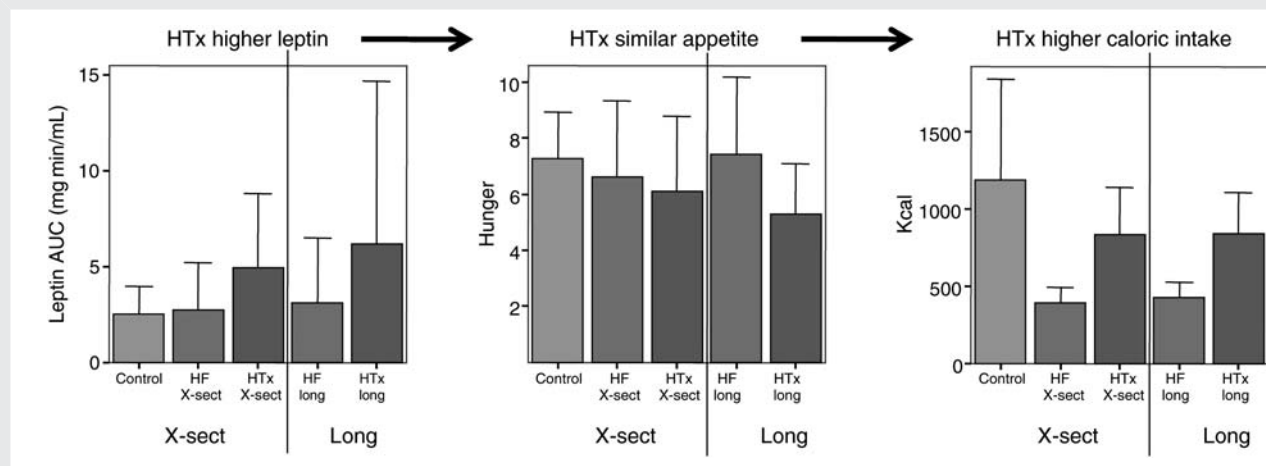 HTx higher leptin
HTx similar appetite
HTx higher caloric intake
Leptin AUC (mg min/mL)
15
10
5
0
Control
HF
X-sect
HTx
X-sect
HF
long
HTx
long
X-sect
Long
Hunger
10
8
6
4
2
Control
HF
X-sect
HTx
X-sect
HF
long
HTx
long
X-sect
Long
Kcal
1500
1000
500
0
Control
HF
X-sect
HTx
X-sect
HF
long
HTx
long
X-sect
Long